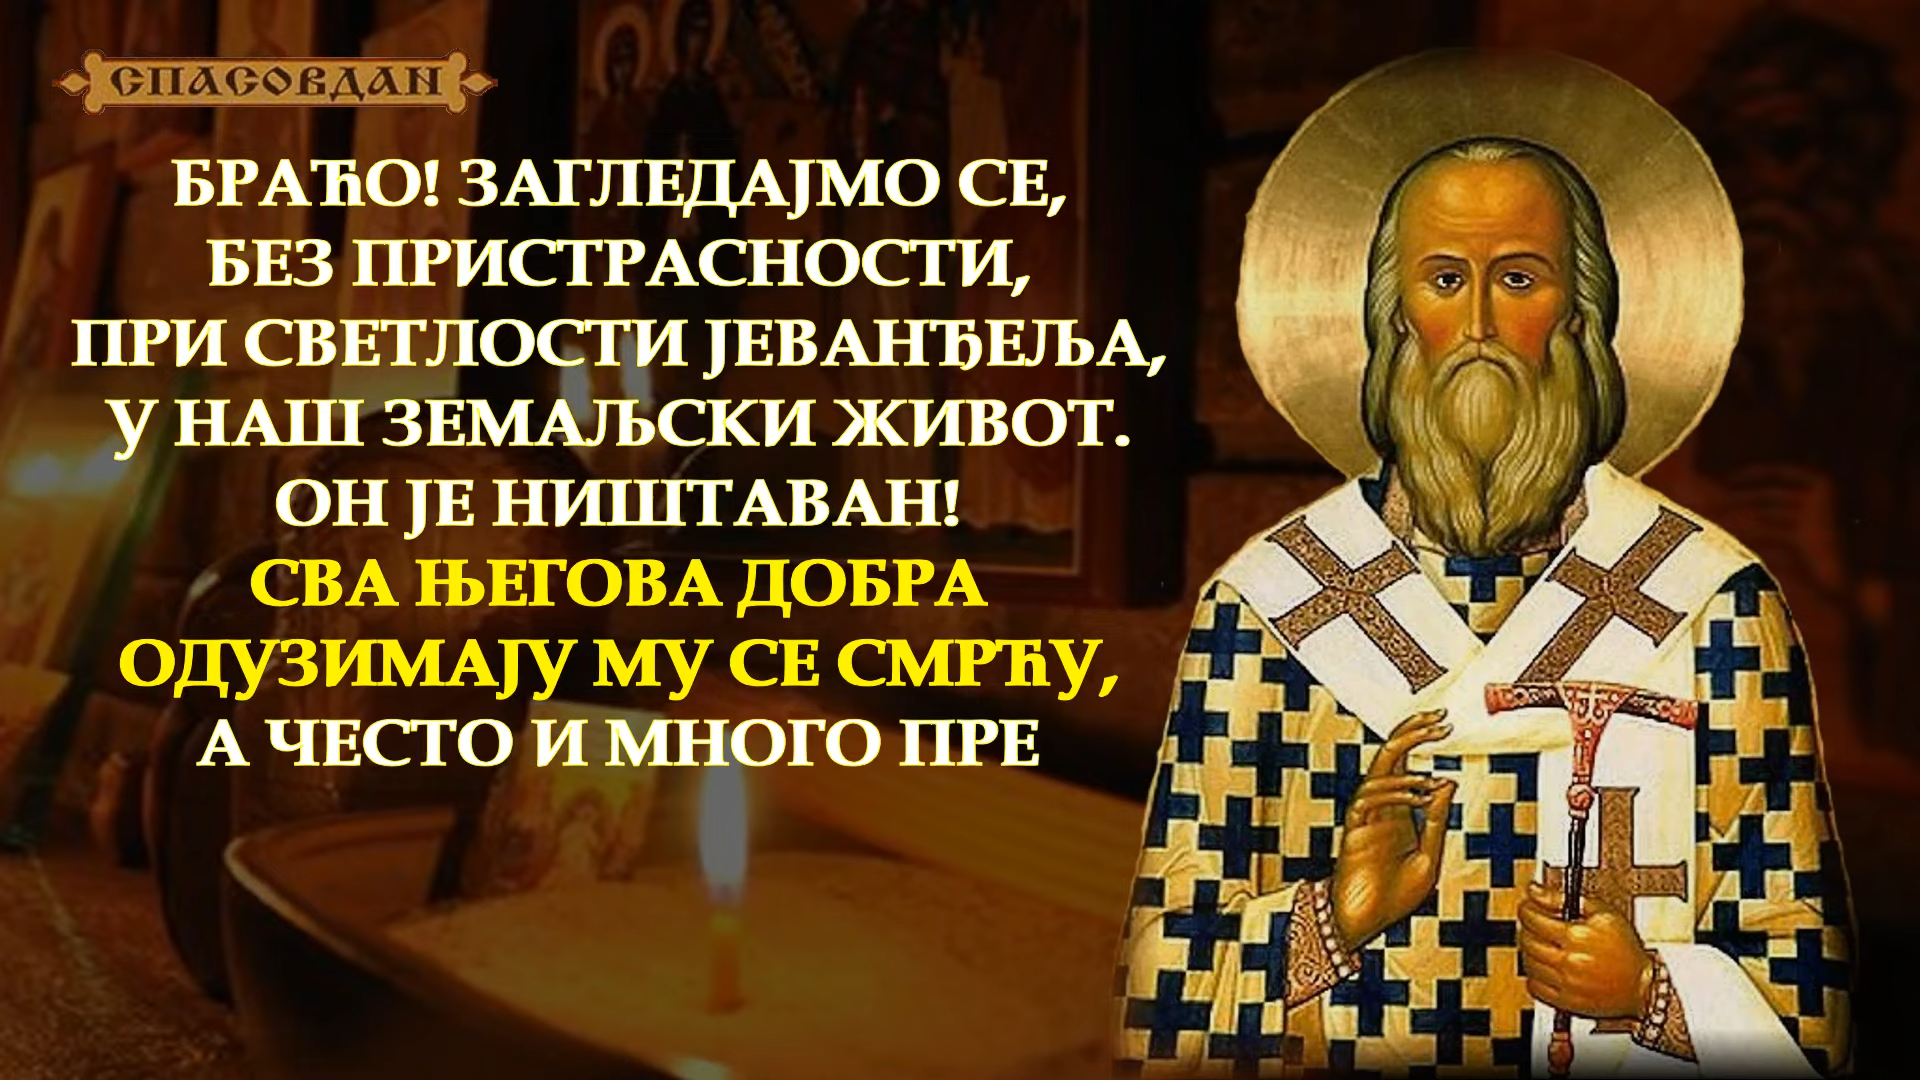 СПАСОВДАН
БРАЋО! ЗАГЛЕДАЈМО СЕ,
БЕЗ ПРИСТРАСНОСТИ,
ПРИ СВЕТЛОСТИ ЈЕВАНЂЕЉА,
У НАШ ЗЕМАЉСКИ ЖИВОТ.
ОН ЈЕ НИШТАВАН!
СВА ЊЕГОВА ДОБРА
ОДУЗИМАЈУ МУ СЕ СМРЋУ,
А ЧЕСТО И МНОГО ПРЕ